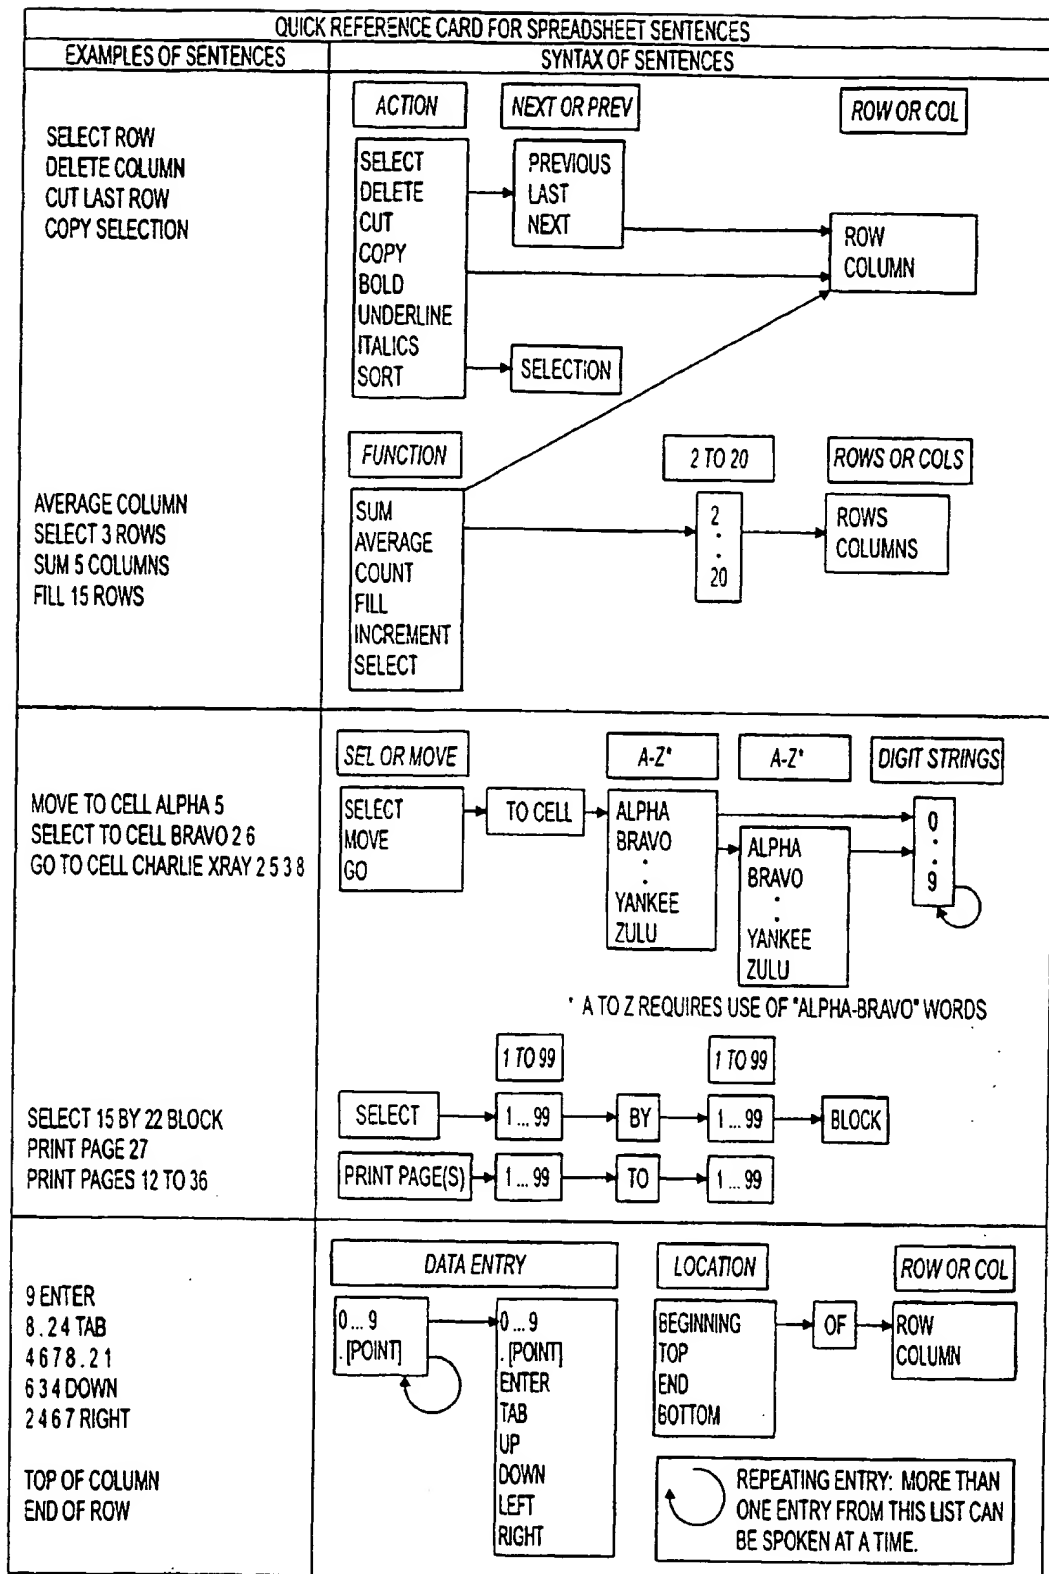 QUICK REFERENCE CARD FOR SPREADSHEET SENTENCES
EXAMPLES OF SENTENCES
SYNTAX OF SENTENCES
SELECT ROW
DELETE COLUMN
CUT LAST ROW
COPY SELECTION
ACTION
NEXT OR PREV
ROW OR COL
SELECT
DELETE
CUT
COPY
BOLD
UNDERLINE
ITALICS
SORT
PREVIOUS
LAST
NEXT
ROW
COLUMN
SELECTION
AVERAGE COLUMN
SELECT 3 ROWS
SUM 5 COLUMNS
FILL 15 ROWS
FUNCTION
2 TO 20
ROWS OR COLS
SUM
AVERAGE
COUNT
FILL
INCREMENT
SELECT
2
.
.
20
ROWS
COLUMNS
MOVE TO CELL ALPHA 5
SELECT TO CELL BRAVO 2 6
GO TO CELL CHARLIE XRAY 2 5 3 8
SEL OR MOVE
A-Z*
A-Z*
DIGIT STRINGS
SELECT
MOVE
GO
TO CELL
ALPHA
BRAVO
.
.
YANKEE
ZULU
ALPHA
BRAVO
.
.
YANKEE
ZULU
0
.
.
9
* A TO Z REQUIRES USE OF "ALPHA-BRAVO" WORDS
SELECT 15 BY 22 BLOCK
PRINT PAGE 27
PRINT PAGES 12 TO 36
1 TO 99
1 TO 99
SELECT
1 ... 99
BY
1 ... 99
BLOCK
PRINT PAGE(S)
1 ... 99
TO
1 ... 99
9 ENTER
8 . 24 TAB
4 6 7 8 . 2 1
6 3 4 DOWN
2 4 6 7 RIGHT
TOP OF COLUMN
END OF ROW
DATA ENTRY
0 ... 9
. [POINT]
0 ... 9
. [POINT]
ENTER
TAB
UP
DOWN
LEFT
RIGHT
LOCATION
ROW OR COL
BEGINNING
TOP
END
BOTTOM
OF
ROW
COLUMN
REPEATING ENTRY: MORE THAN
ONE ENTRY FROM THIS LIST CAN
BE SPOKEN AT A TIME.